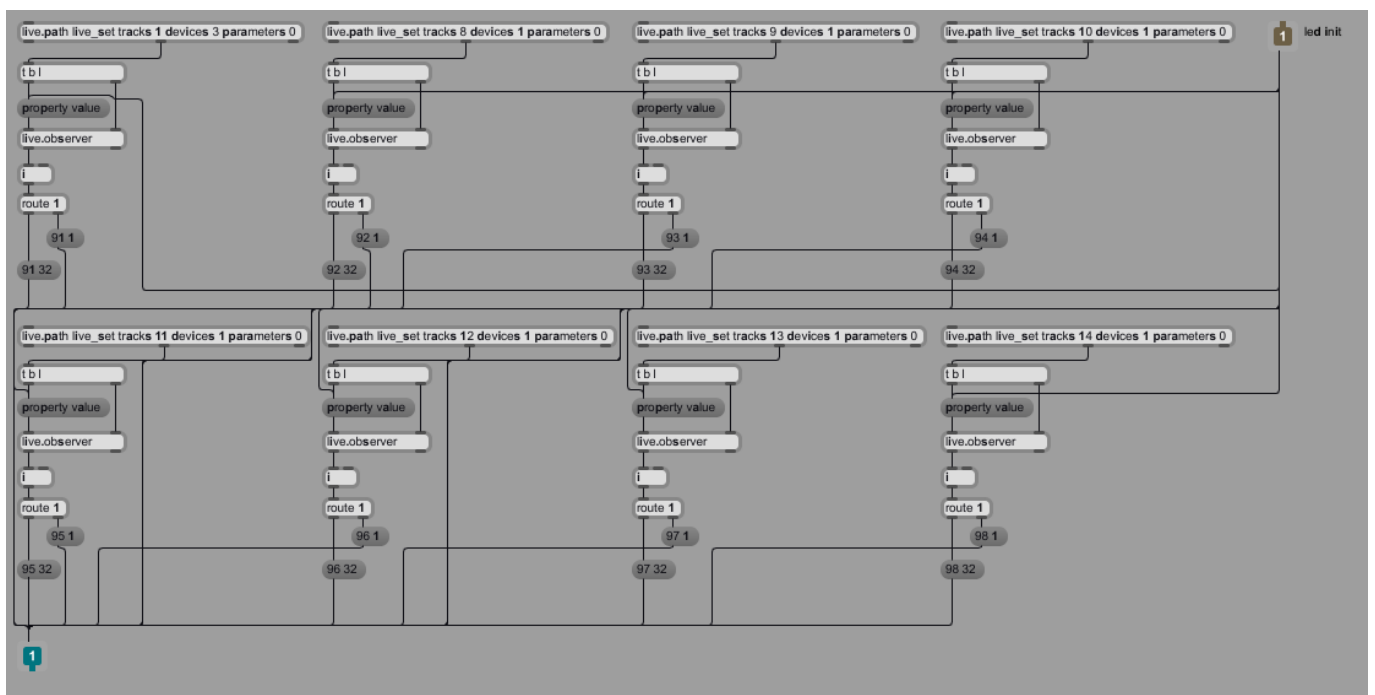 live.path live_set tracks 1 devices 3 parameters 0
live.path live_set tracks 8 devices 1 parameters 0
live.path live_set tracks 9 devices 1 parameters 0
live.path live_set tracks 10 devices 1 parameters 0
1
led init
t b l
t b l
t b l
t b l
property value
property value
property value
property value
live.observer
live.observer
live.observer
live.observer
i
i
i
i
route 1
route 1
route 1
route 1
91 1
92 1
93 1
94 1
91 32
92 32
93 32
94 32
live.path live_set tracks 11 devices 1 parameters 0
live.path live_set tracks 12 devices 1 parameters 0
live.path live_set tracks 13 devices 1 parameters 0
live.path live_set tracks 14 devices 1 parameters 0
t b l
t b l
t b l
t b l
property value
property value
property value
property value
live.observer
live.observer
live.observer
live.observer
i
i
i
i
route 1
route 1
route 1
route 1
95 1
96 1
97 1
98 1
95 32
96 32
97 32
98 32
1